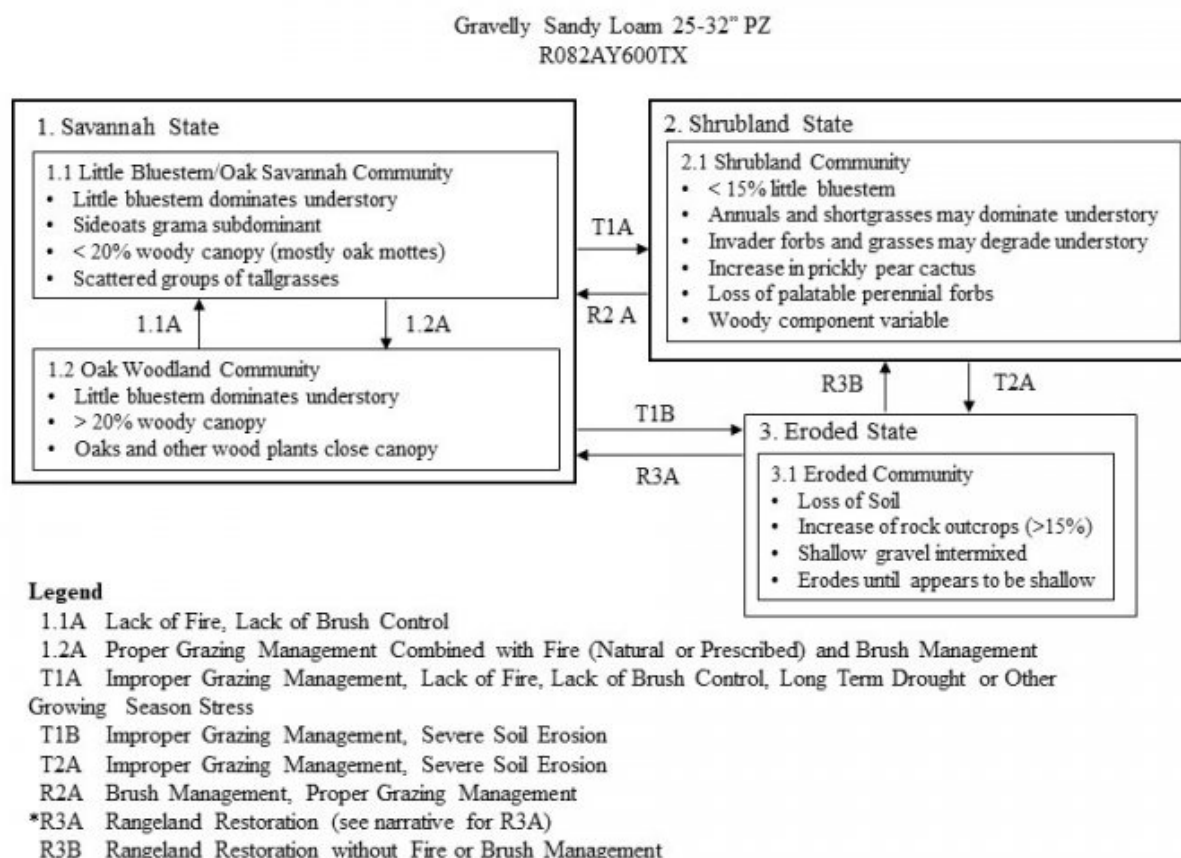 Gravelly Sandy Loam 25-32" PZ
R082AY600TX
1. Savannah State
1.1 Little Bluestem/Oak Savannah Community
• Little bluestem dominates understory
• Sideoats grama subdominant
• < 20% woody canopy (mostly oak mottes)
• Scattered groups of tallgrasses
1.1A
1.2A
1.2 Oak Woodland Community
• Little bluestem dominates understory
• > 20% woody canopy
• Oaks and other wood plants close canopy
T1A
R2 A
2. Shrubland State
2.1 Shrubland Community
• < 15% little bluestem
• Annuals and shortgrasses may dominate understory
• Invader forbs and grasses may degrade understory
• Increase in prickly pear cactus
• Loss of palatable perennial forbs
• Woody component variable
R3B
T2A
T1B
R3A
3. Eroded State
3.1 Eroded Community
• Loss of Soil
• Increase of rock outcrops (>15%)
• Shallow gravel intermixed
• Erodes until appears to be shallow
Legend
1.1A Lack of Fire, Lack of Brush Control
1.2A Proper Grazing Management Combined with Fire (Natural or Prescribed) and Brush Management
T1A Improper Grazing Management, Lack of Fire, Lack of Brush Control, Long Term Drought or Other
Growing Season Stress
T1B Improper Grazing Management, Severe Soil Erosion
T2A Improper Grazing Management, Severe Soil Erosion
R2A Brush Management, Proper Grazing Management
*R3A Rangeland Restoration (see narrative for R3A)
R3B Rangeland Restoration without Fire or Brush Management